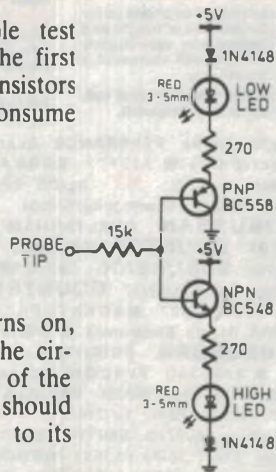 ple test
he first
ansistors
onsume
rns on,
he cir-
of the
should
to its
+5V
1N4148
RED
3-5mm
LOW
LED
270
PNP
BC558
15k
PROBE
TIP
+5V
NPN
BC548
270
RED
3-5mm
HIGH
LED
1N4148